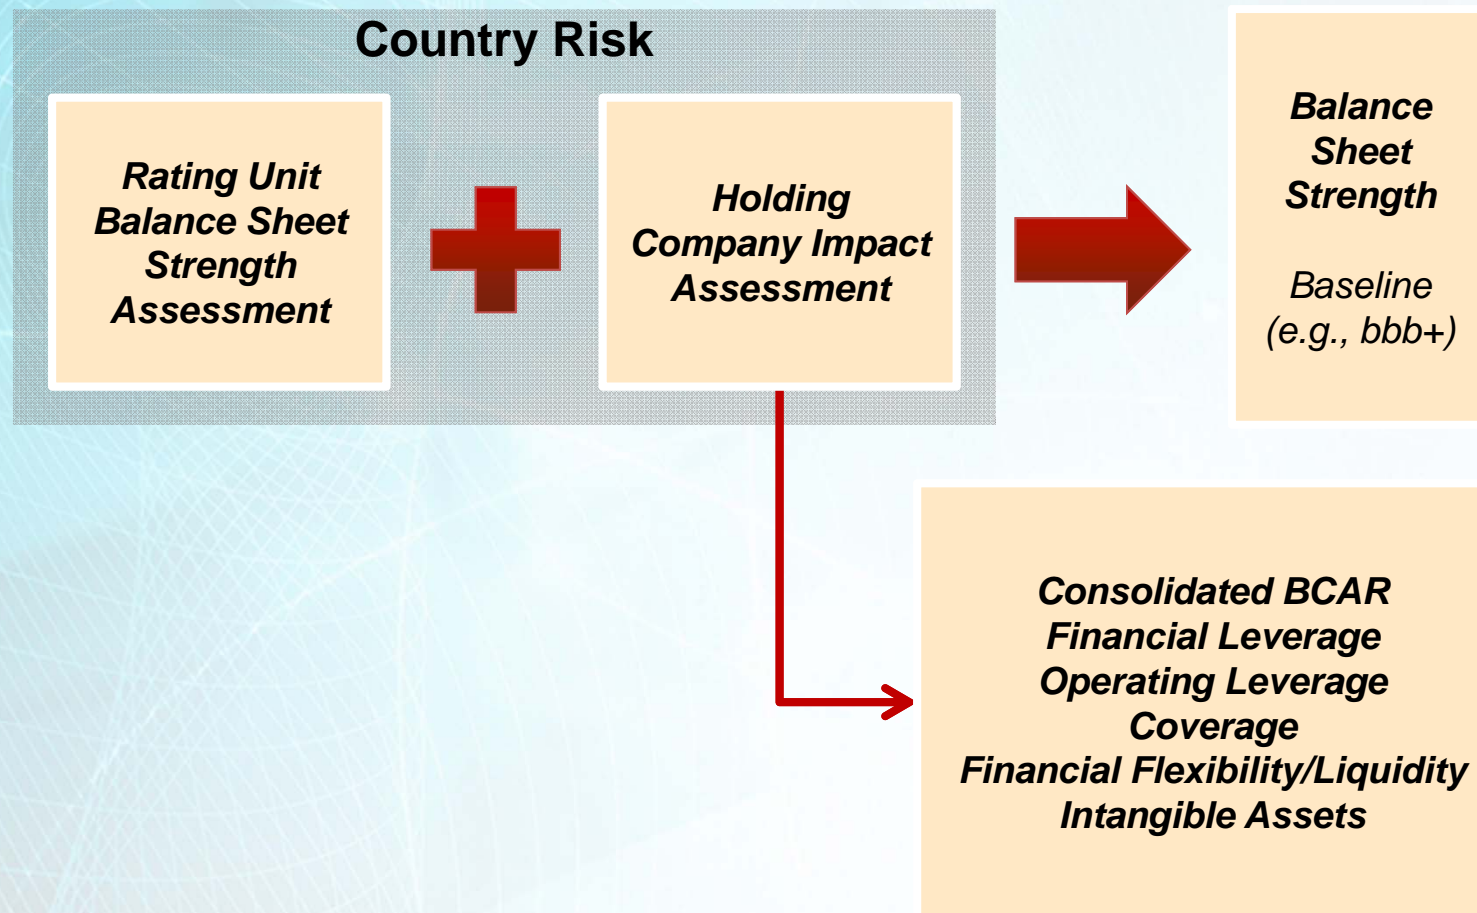 Country Risk
Rating Unit
Balance Sheet
Strength
Assessment
Holding
Company Impact
Assessment
Balance
Sheet
Strength
Baseline
(e.g., bbb+)
Consolidated BCAR
Financial Leverage
Operating Leverage
Coverage
Financial Flexibility/Liquidity
Intangible Assets